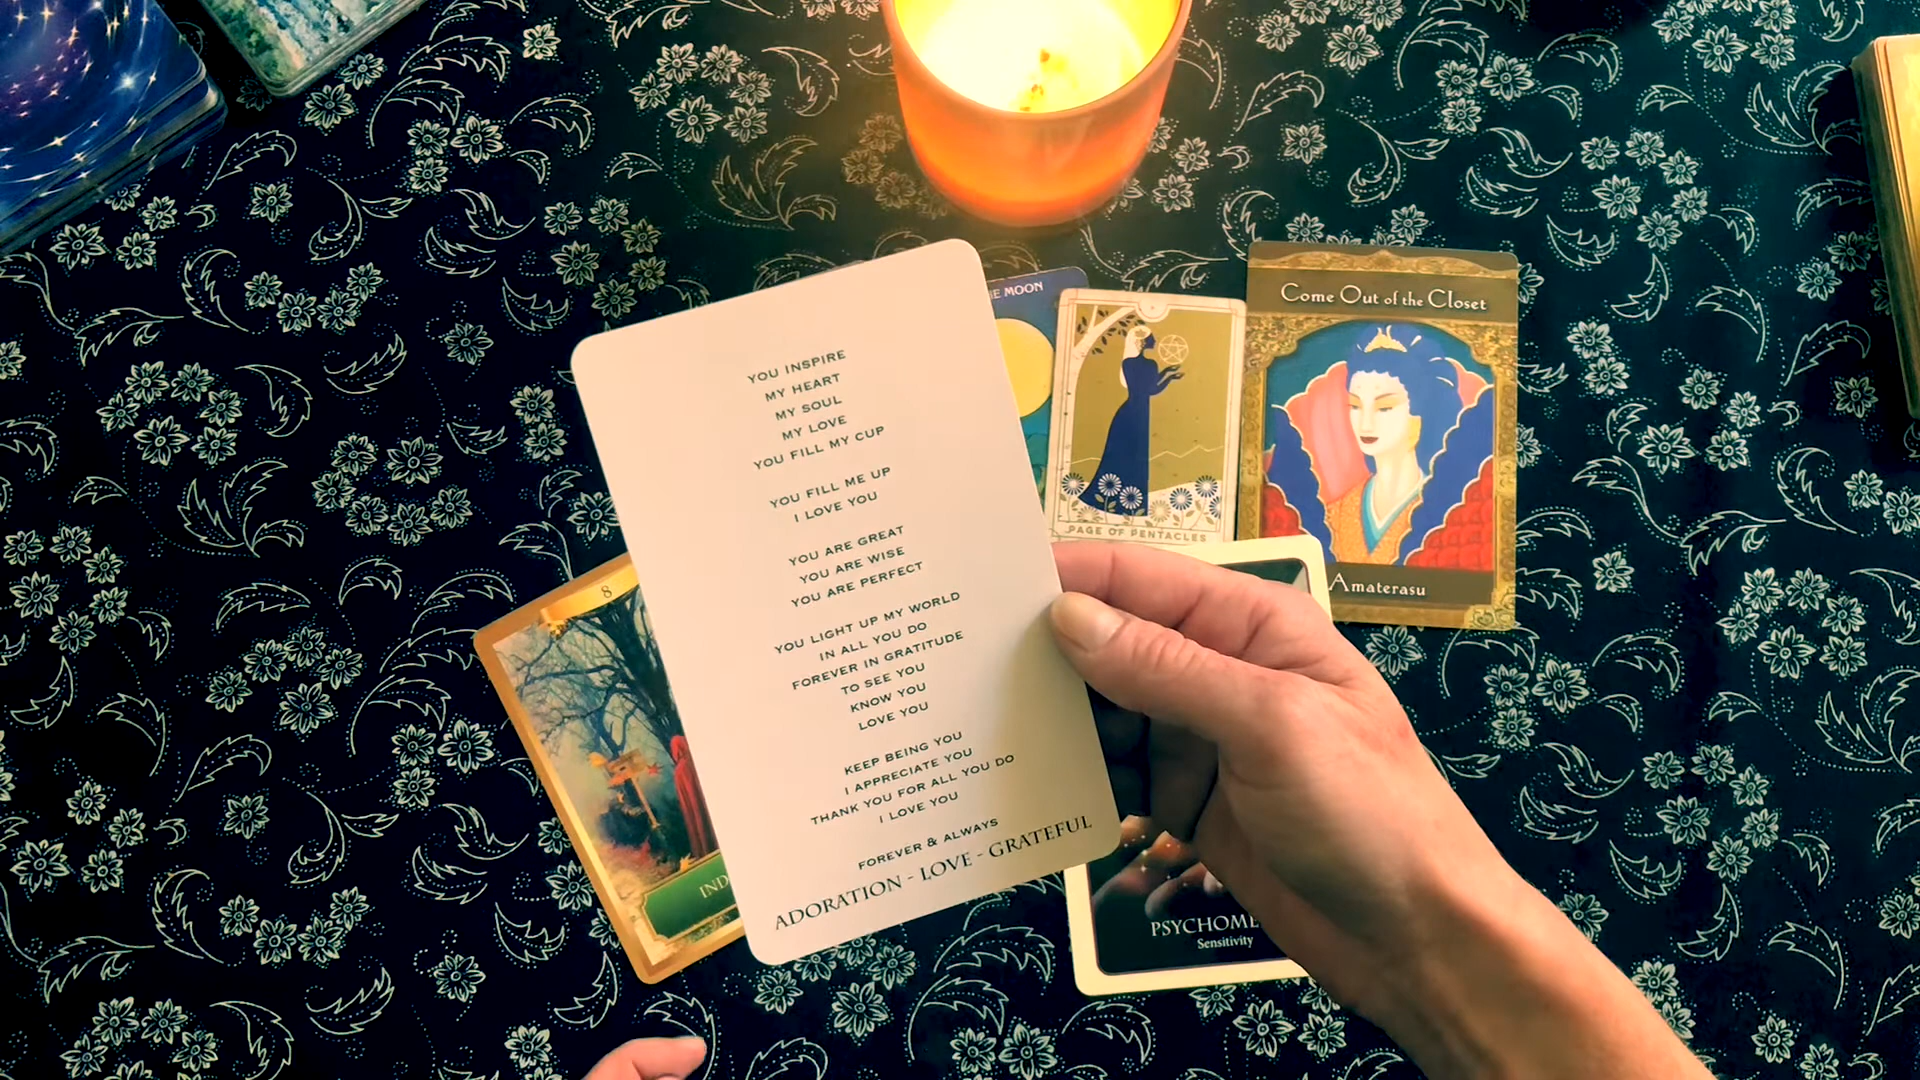 YOU INSPIRE
MY HEART
MY SOUL
MY LOVE
YOU FILL MY CUP
YOU FILL ME UP
I LOVE YOU
YOU ARE GREAT
YOU ARE WISE
YOU ARE PERFECT
YOU LIGHT UP MY WORLD
IN ALL YOU DO
FOREVER IN GRATITUDE
TO SEE YOU
KNOW YOU
LOVE YOU
KEEP BEING YOU
I APPRECIATE YOU
THANK YOU FOR ALL YOU DO
I LOVE YOU
FOREVER & ALWAYS
ADORATION - LOVE - GRATEFUL
MOON
PAGE OF PENTACLES
Come Out of the Closet
Amaterasu
8
IND
PSYCHOME
Sensitivity